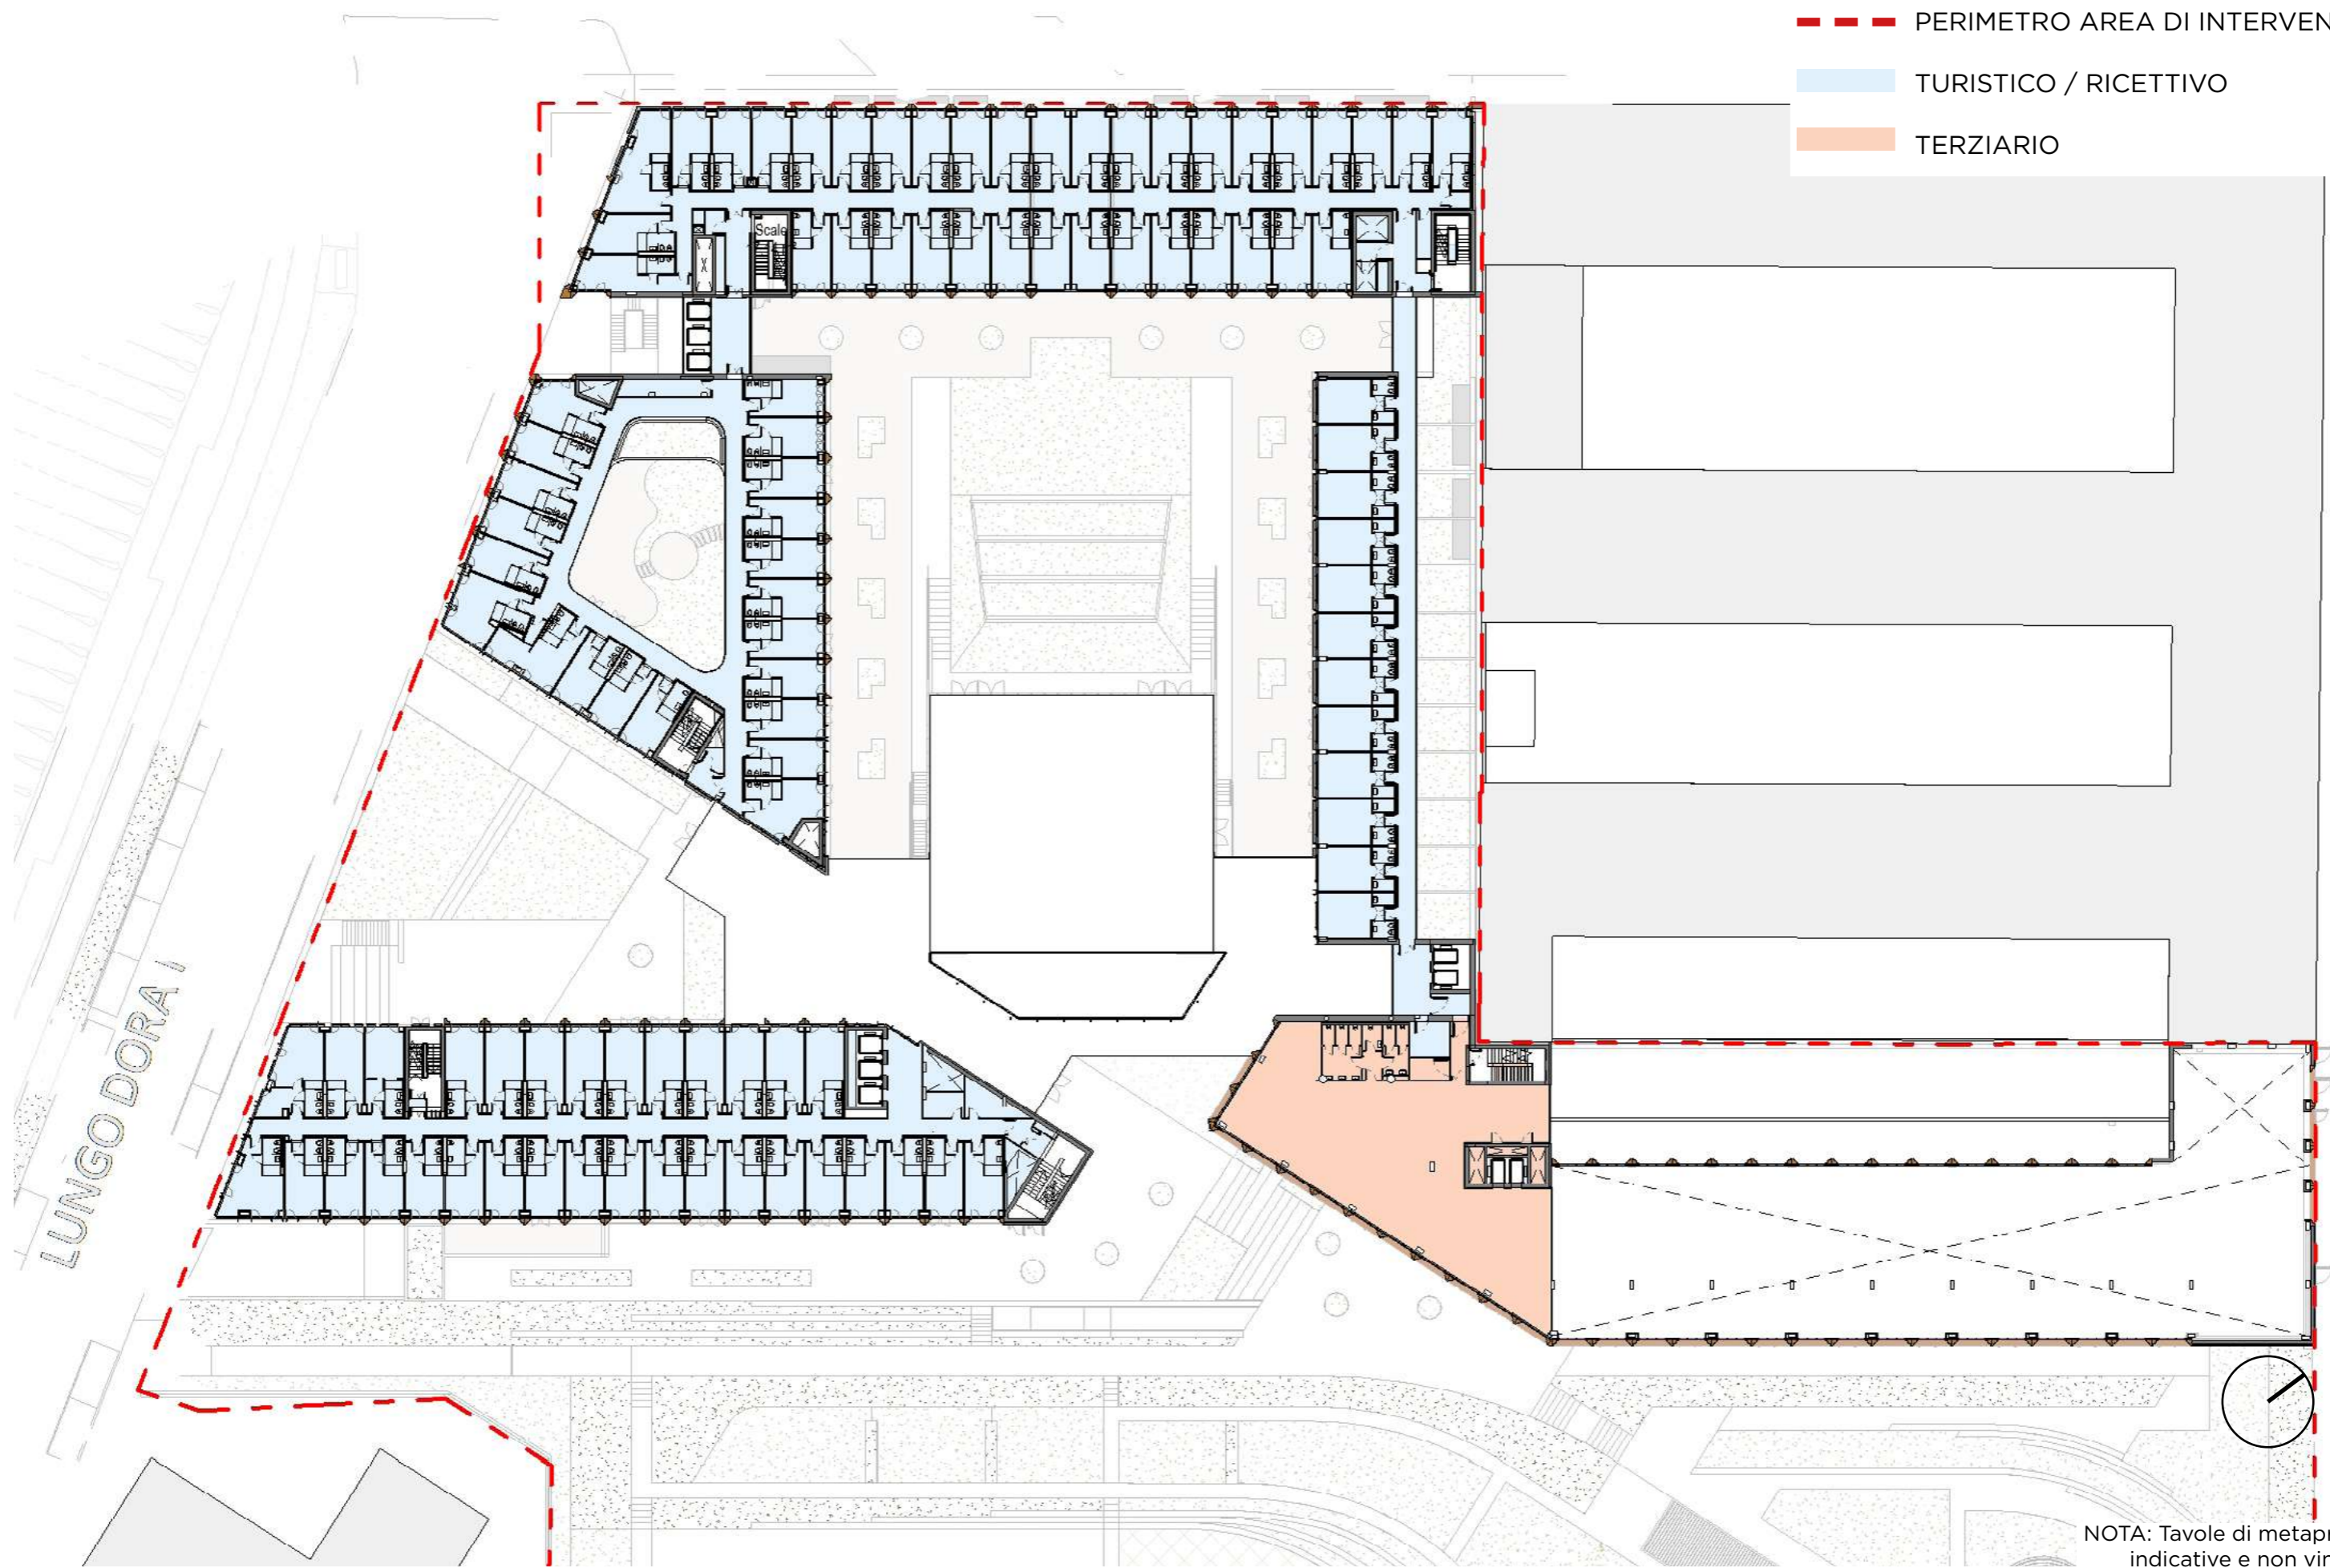 PERIMETRO AREA DI INTERVEN
TURISTICO / RICETTIVO
TERZIARIO
Scale
LUNGO DORA
NOTA: Tavole di metapr
indicative e non vin